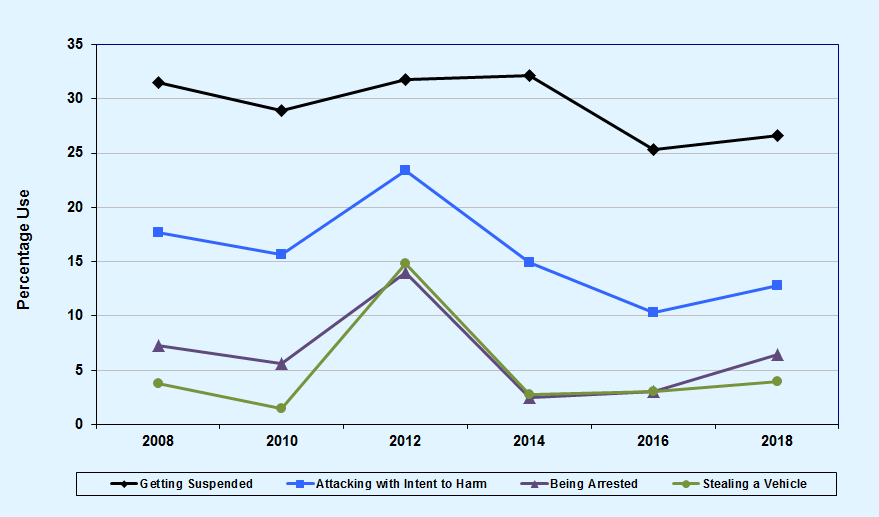 35
30
25
20
15
10
5
0
Percentage Use
2008 2010 2012 2014 2016 2018
Getting Suspended Attacking with Intent to Harm Being Arrested Stealing a Vehicle